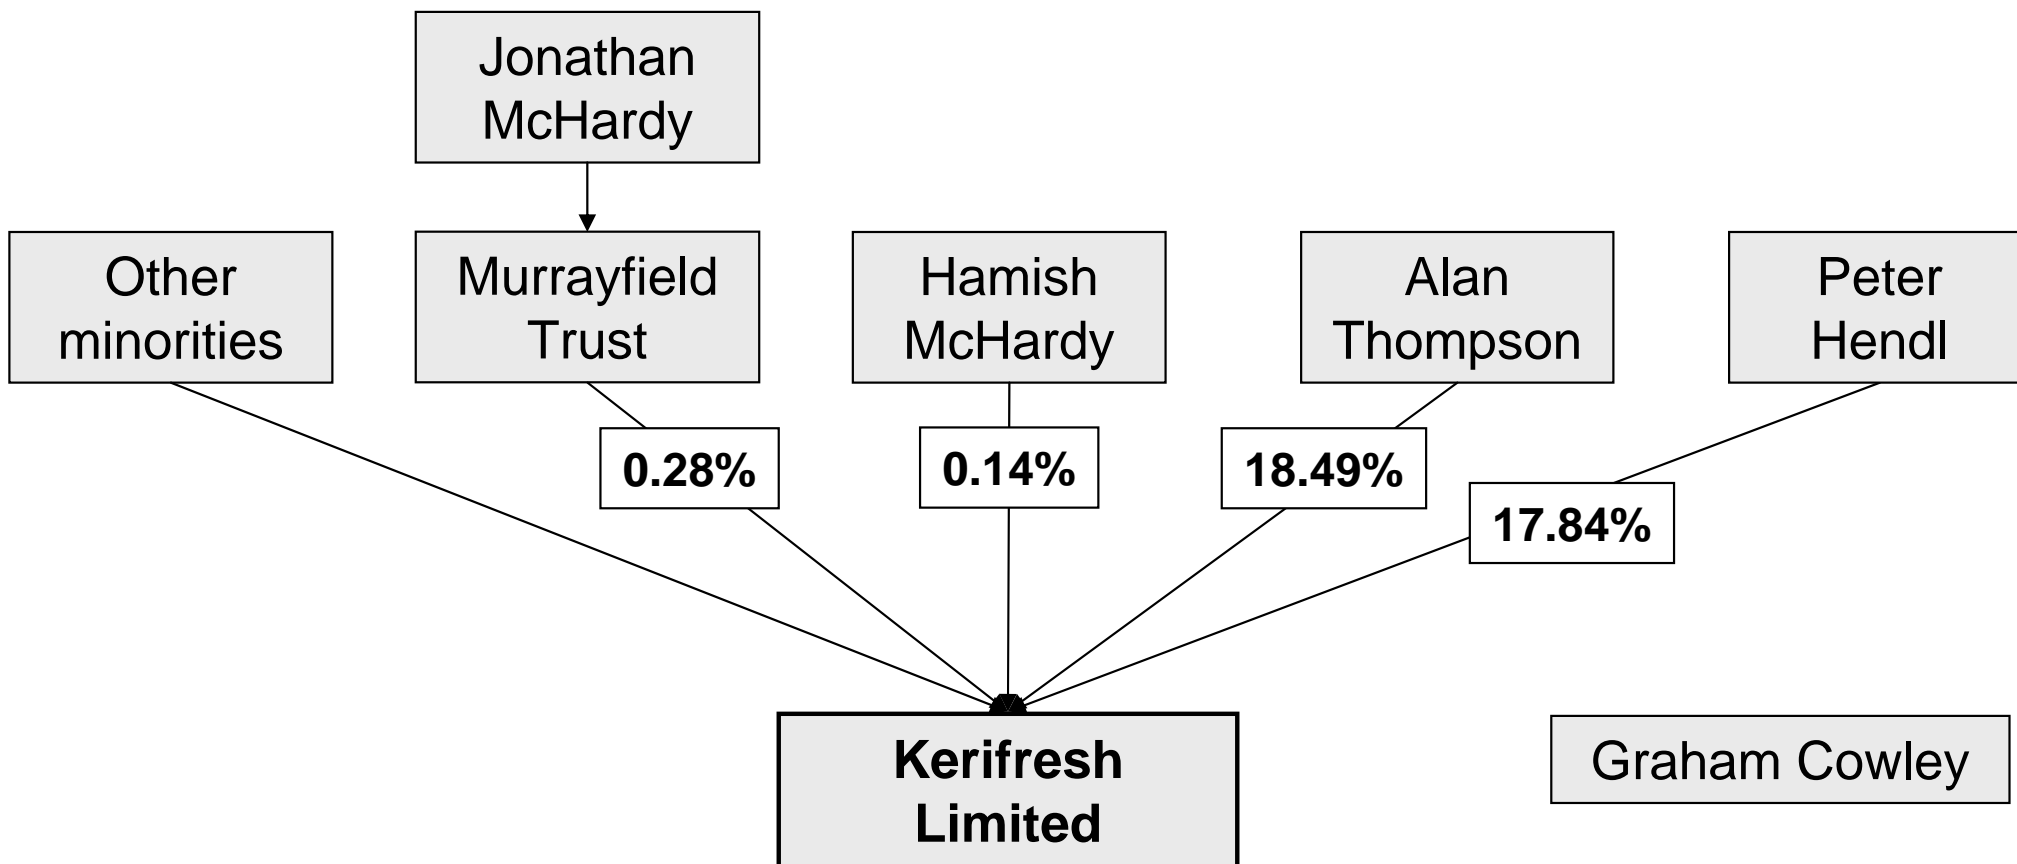 Jonathan
McHardy
Other
minorities
Murrayfield
Trust
Hamish
McHardy
Alan
Thompson
Peter
Hendl
0.28%
0.14%
18.49%
17.84%
Kerifresh
Limited
Graham Cowley